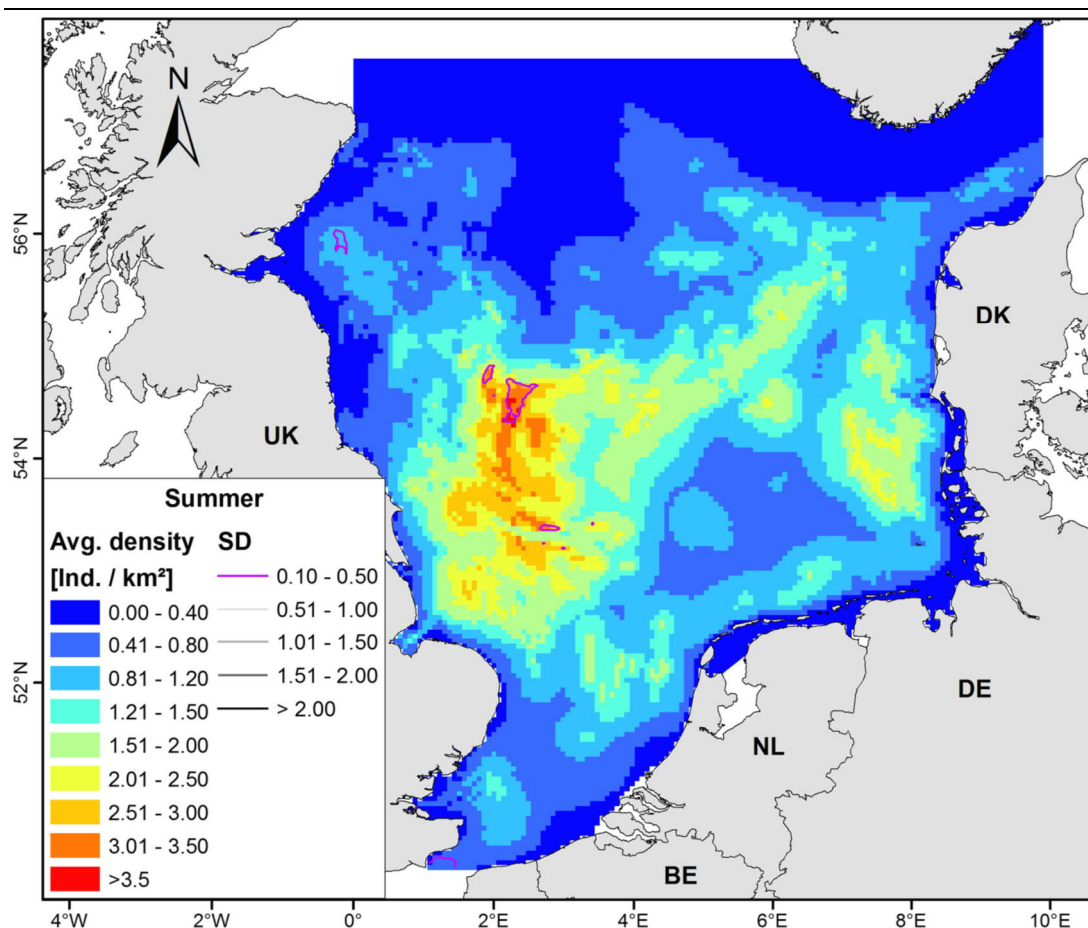 N
56°N
54°N
52°N
UK
DK
DE
NL
BE
Summer
Avg. density SD
[Ind. / km²]
0.00 - 0.40
0.41 - 0.80
0.81 - 1.20
1.21 - 1.50
1.51 - 2.00
2.01 - 2.50
2.51 - 3.00
3.01 - 3.50
>3.5
0.10 - 0.50
0.51 - 1.00
1.01 - 1.50
1.51 - 2.00
> 2.00
4°W 2°W 0° 2°E 4°E 6°E 8°E 10°E